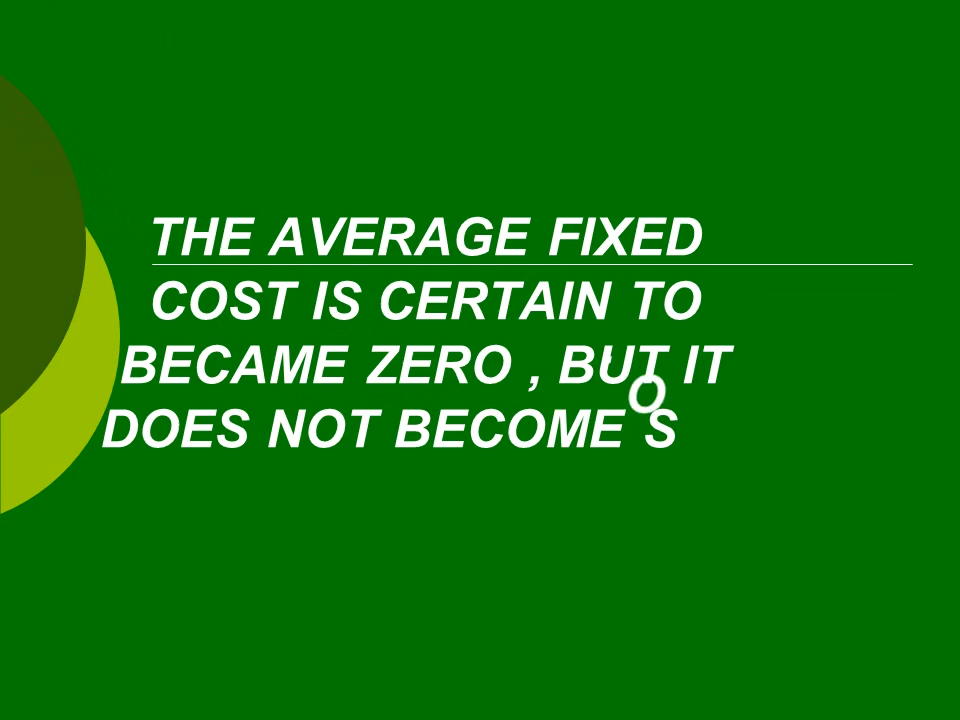 THE AVERAGE FIXED
COST IS CERTAIN TO
BECAME ZERO , BUT IT
DOES NOT BECOME S
O